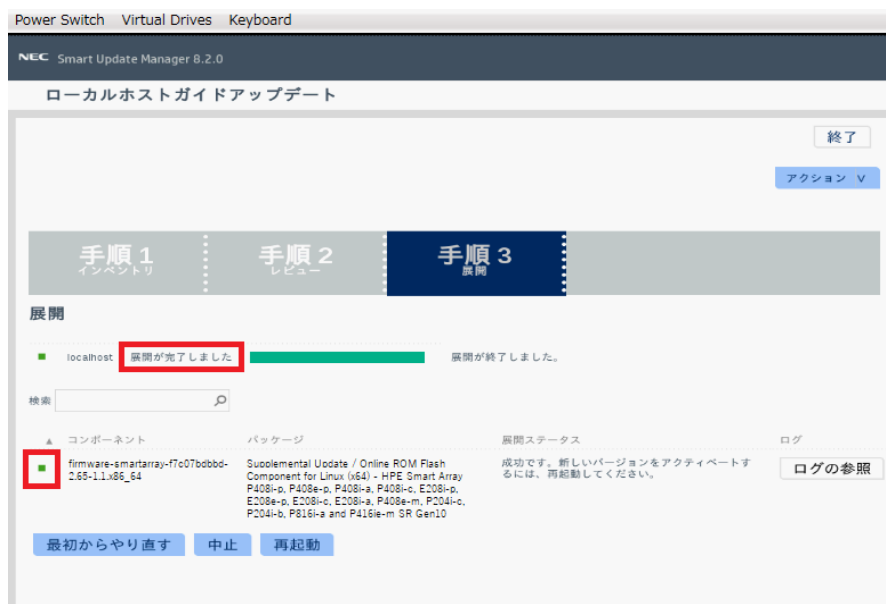 Power Switch Virtual Drives Keyboard
NEC Smart Update Manager 8.2.0
ローカルホストガイドアップデート
終了
アクション ∨
手順 1
インベントリ
手順 2
レビュー
手順 3
展開
展開
localhost 展開が完了しました 展開が終了しました。
検索
コンポーネント パッケージ 展開ステータス ログ
firmware-smartarray-f7c07bdbbd- Supplemental Update / Online ROM Flash 成功です。新しいバージョンをアクティベートす
2.65-1.1.x86_64 Component for Linux (x64) - HPE Smart Array るには、再起動してください。 ログの参照
P408i-p, P408e-p, P408i-a, P408i-c, E208i-p,
E208e-p, E208i-c, E208i-a, P408e-m, P204i-c,
P204i-b, P816i-a and P416ie-m SR Gen10
最初からやり直す 中止 再起動